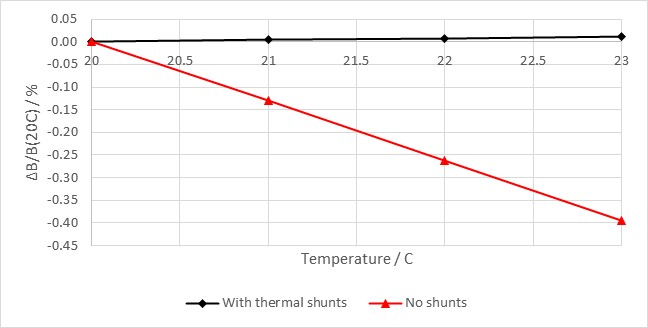 0.05
0.00
-0.05
-0.10
-0.15
-0.20
-0.25
-0.30
-0.35
-0.40
-0.45
20 20.5 21 21.5 22 22.5 23
ΔB/B(20C) / %
Temperature / C
With thermal shunts No shunts